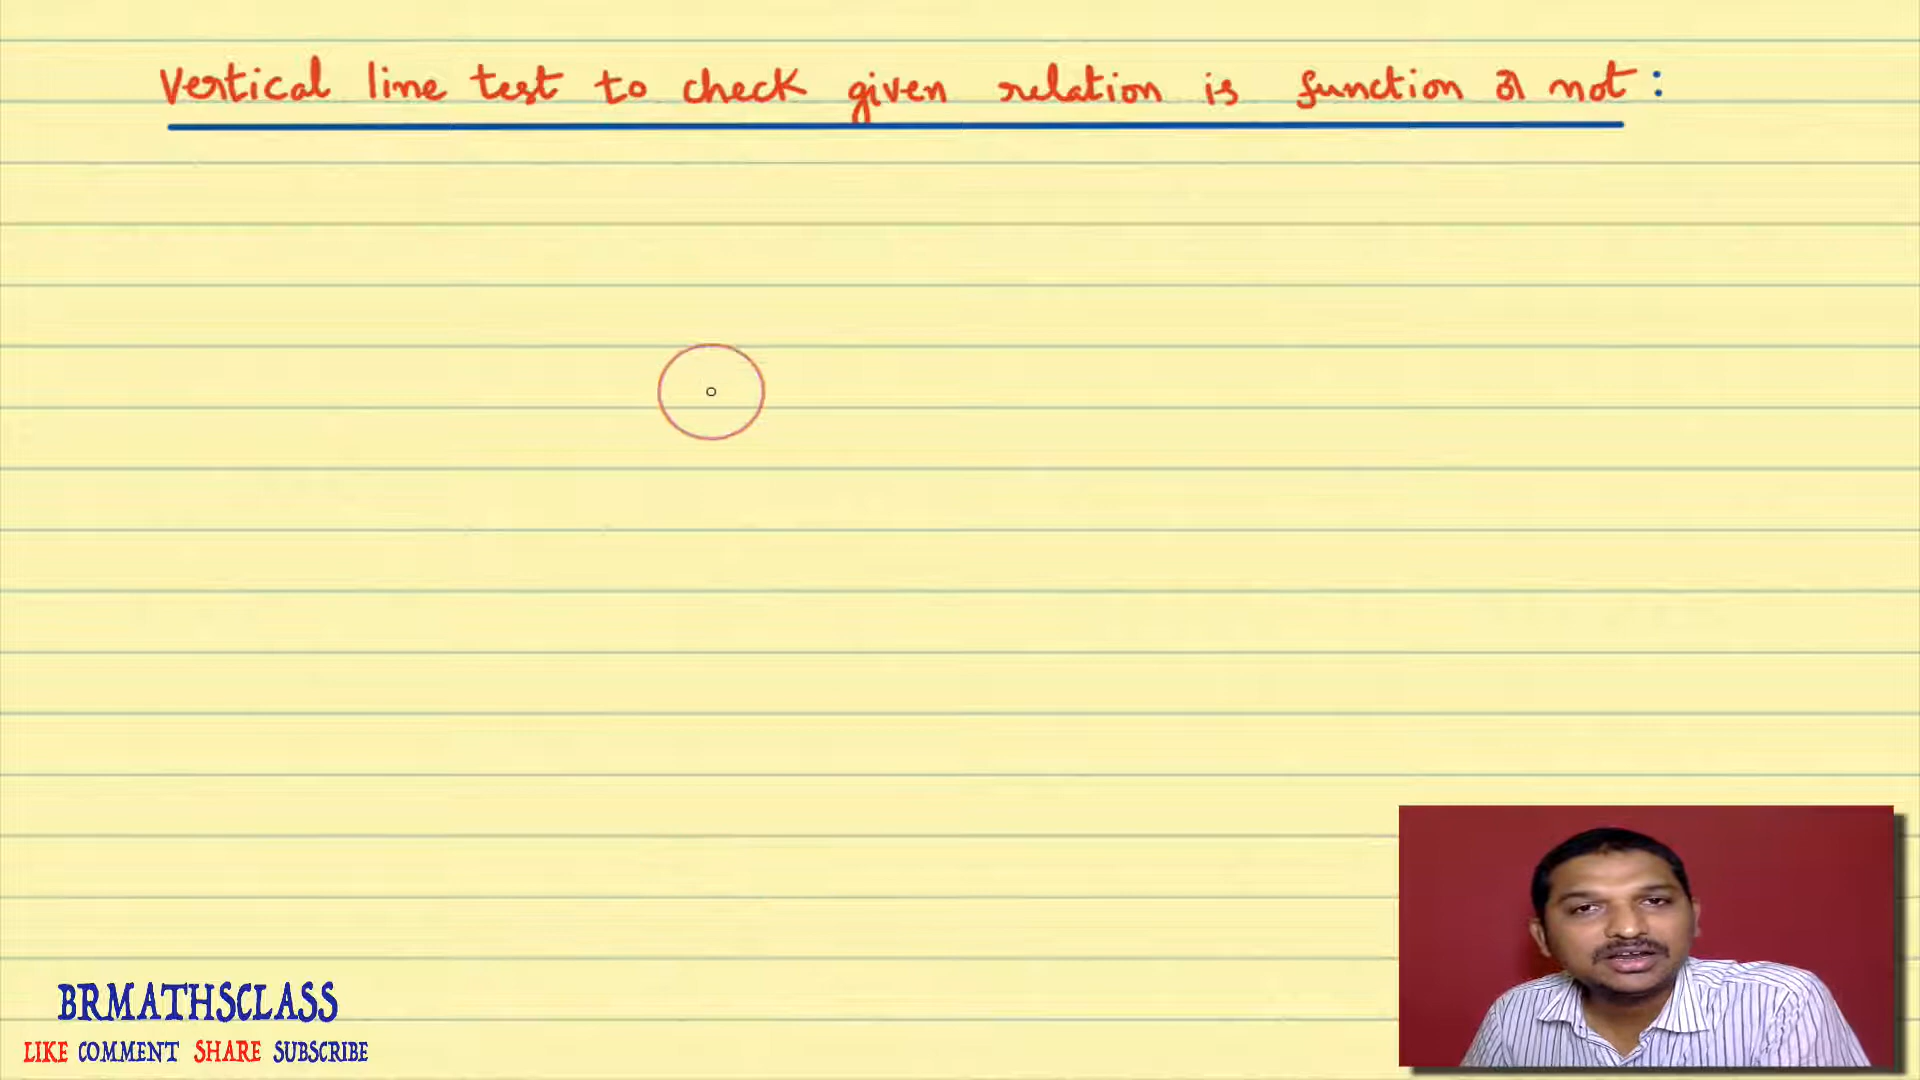 Vertical line test to check given relation is function or not :
BRMATHSCLASS
LIKE COMMENT SHARE SUBSCRIBE